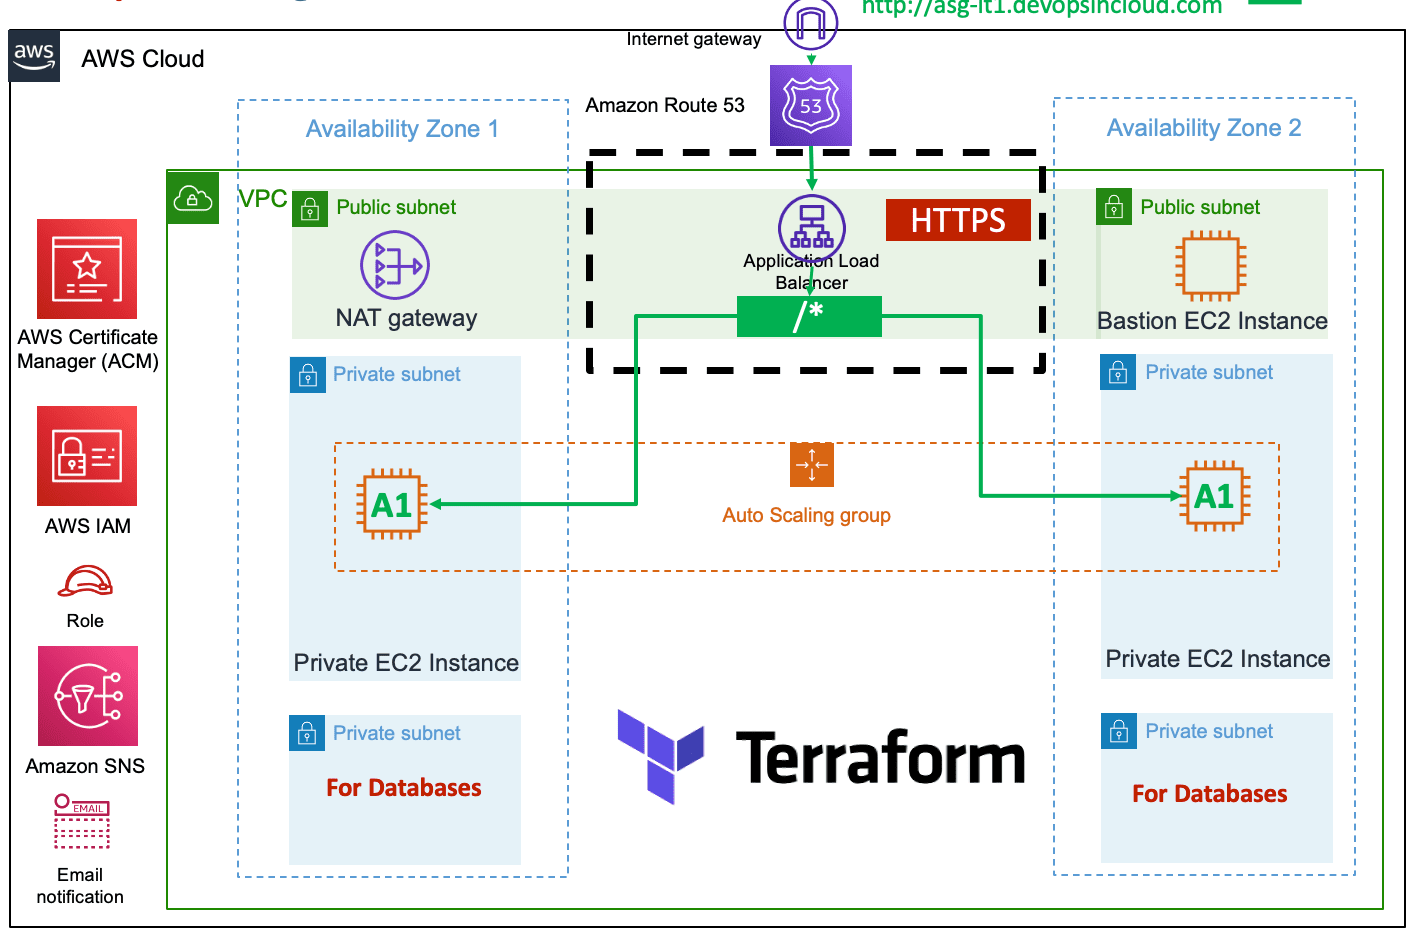 http://asg-lt1.devopsincloud.com
Internet gateway
aws
AWS Cloud
Amazon Route 53
53
Availability Zone 1
Availability Zone 2
VPC
Public subnet
HTTPS
Public subnet
Application Load
Balancer
NAT gateway
/*
Bastion EC2 Instance
AWS Certificate
Manager (ACM)
Private subnet
Private subnet
A1
A1
Auto Scaling group
AWS IAM
Role
Private EC2 Instance
Private EC2 Instance
Private subnet
Private subnet
Terraform
Amazon SNS
For Databases
For Databases
EMAIL
Email
notification